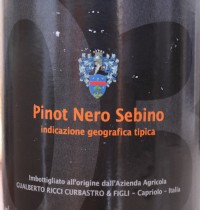 Pinot Nero Sebino
indicazione geografica tipica
Imbottigliato all'origine dall'Azienda Agricola
GUALBERTO RICCI CURBASTRO & FIGLI – Capriolo - Italia